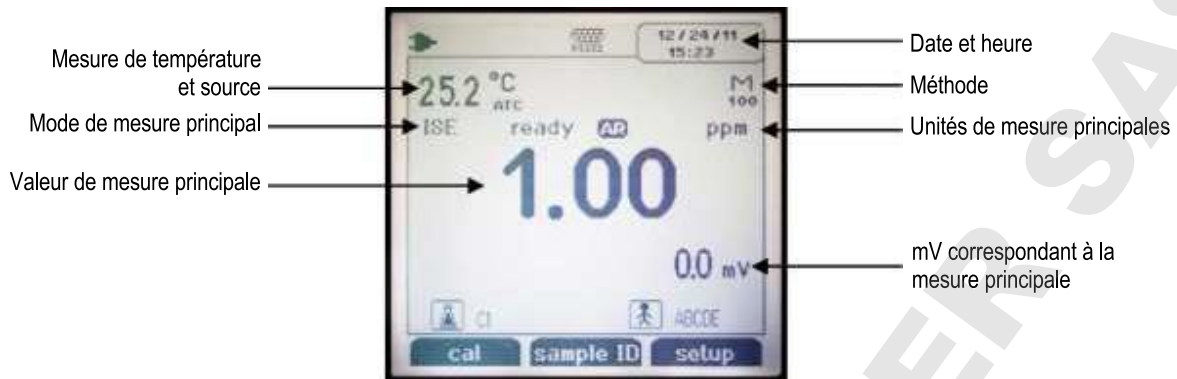 Mesure de température
et source
Mode de mesure principal
Valeur de mesure principale
12/24/11
15:23
25.2 °C
ATC
M
100
ISE ready AR ppm
1.00
0.0 mV
C1 ABCDE
cal sample ID setup
Date et heure
Méthode
Unités de mesure principales
mV correspondant à la
mesure principale
ER SA